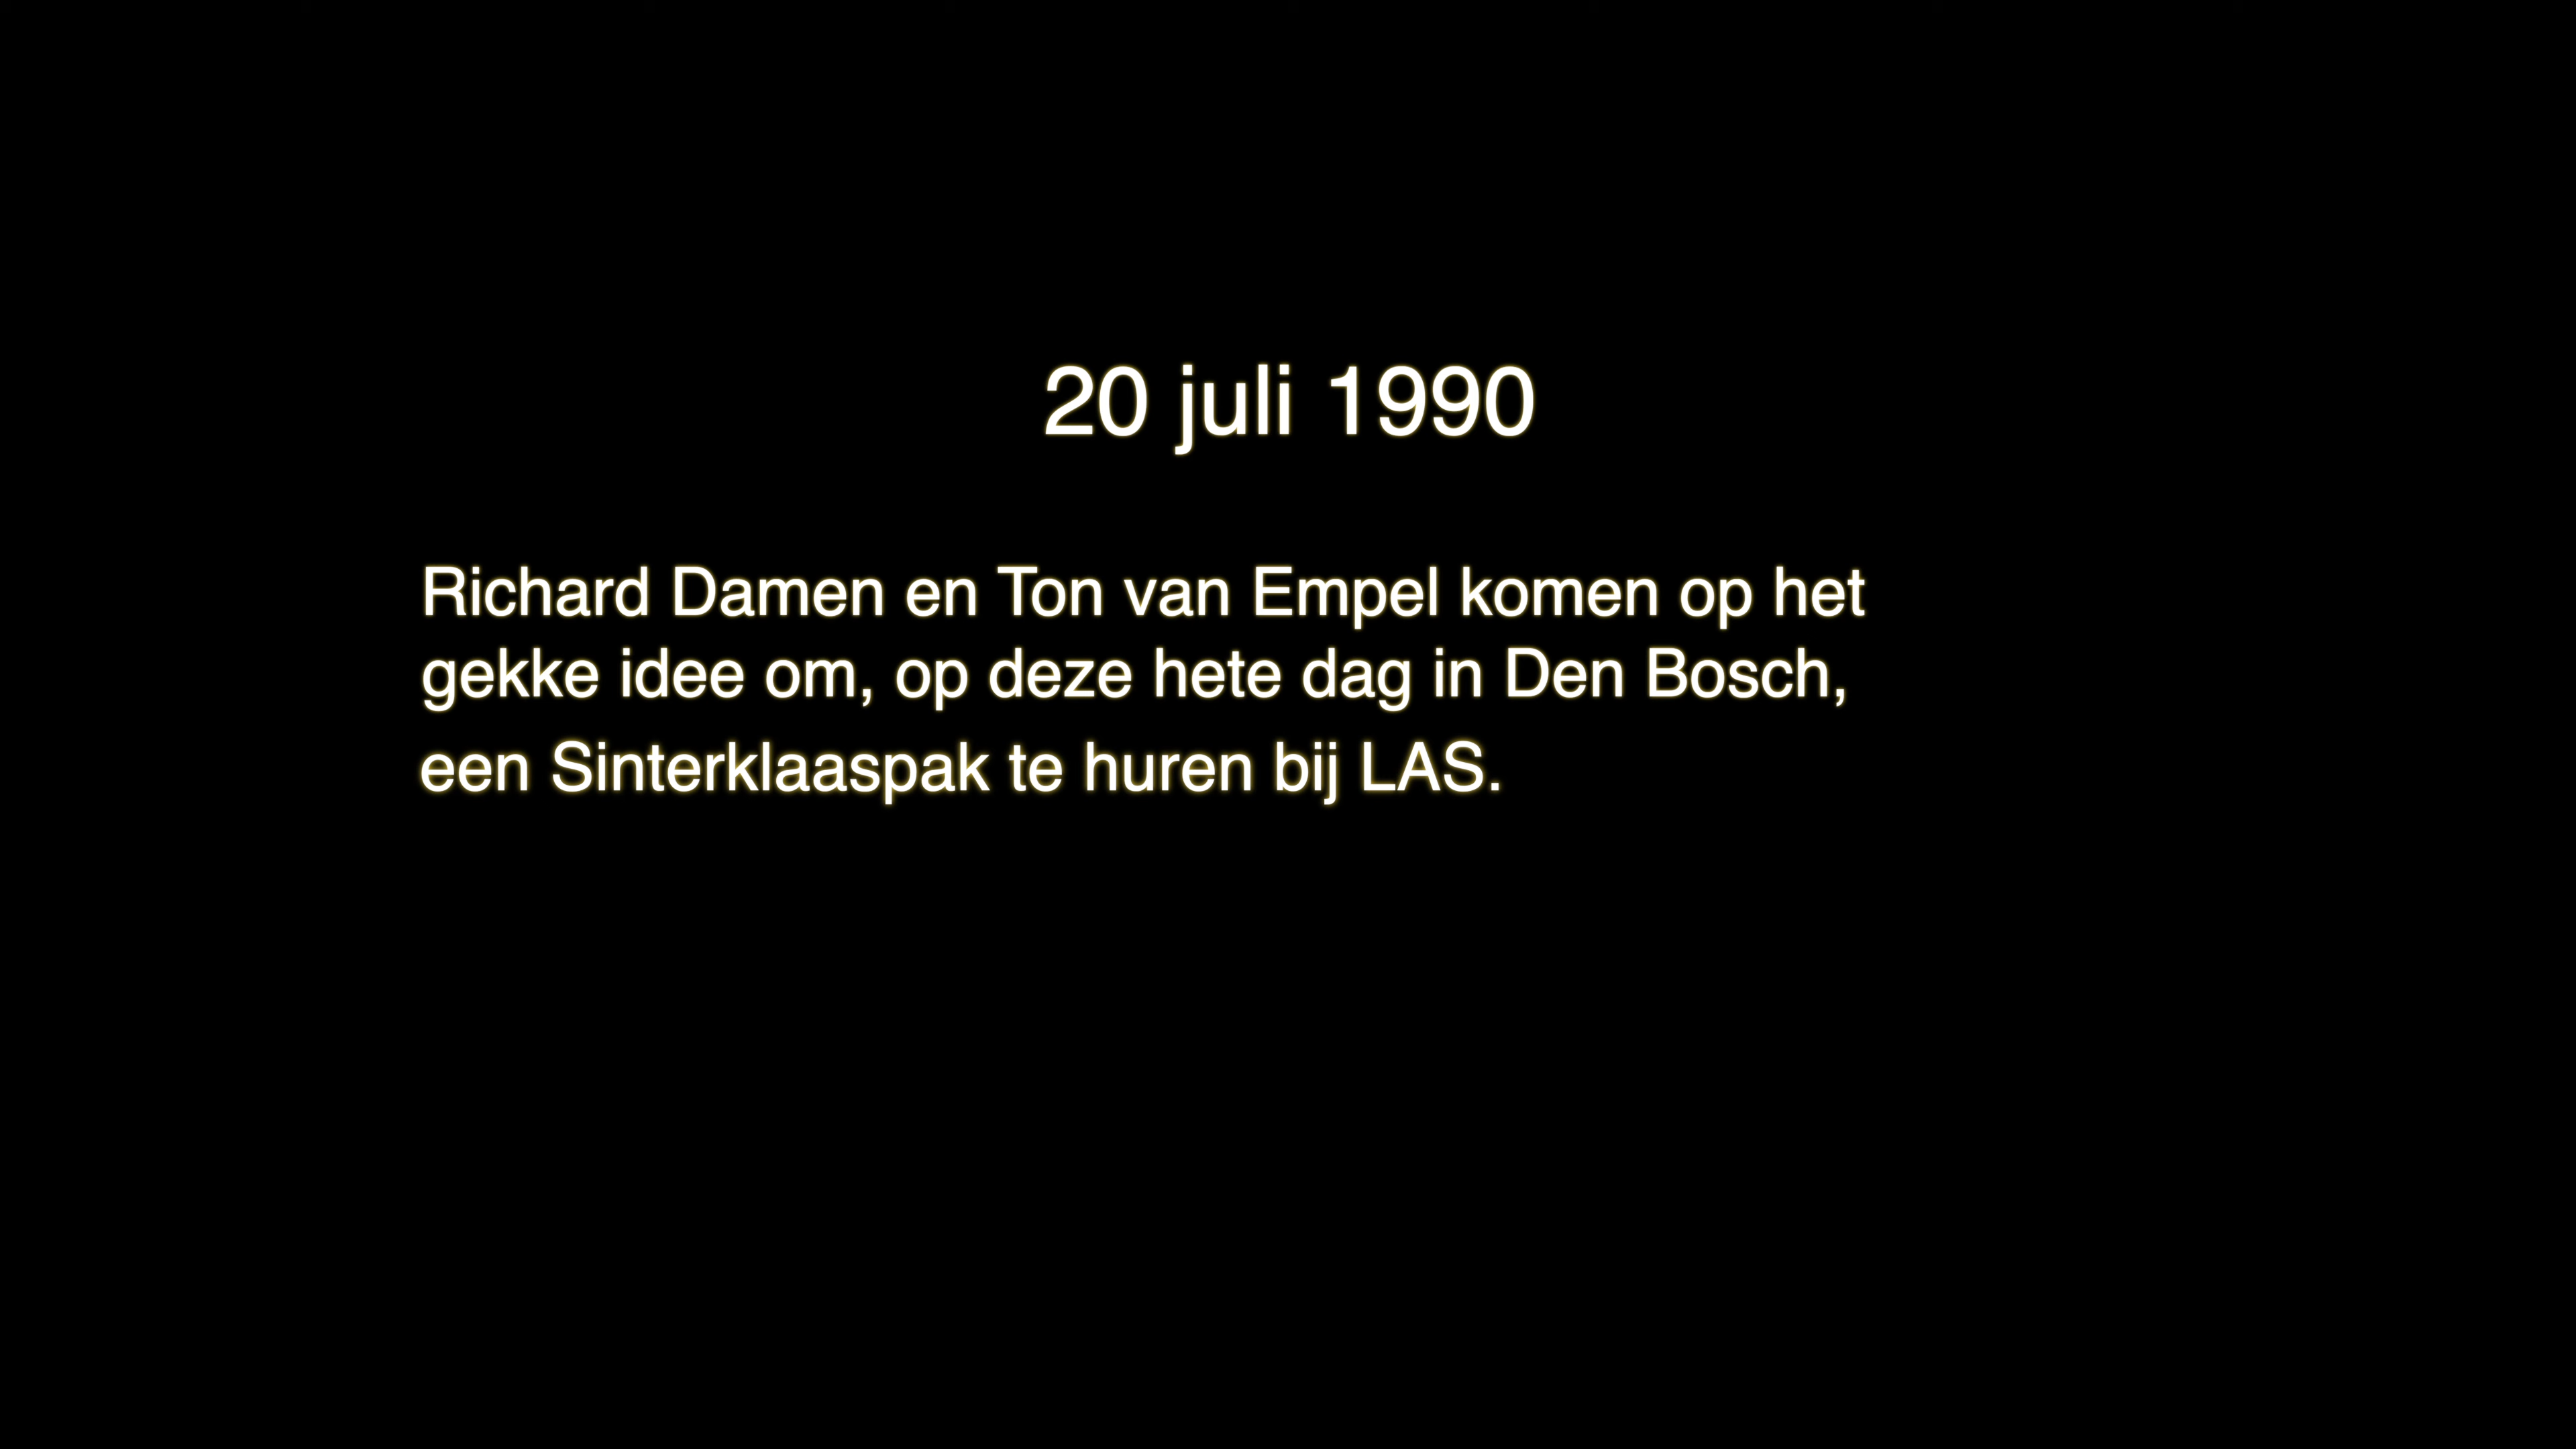 20 juli 1990
Richard Damen en Ton van Empel komen op het
gekke idee om, op deze hete dag in Den Bosch,
een Sinterklaaspak te huren bij LAS.